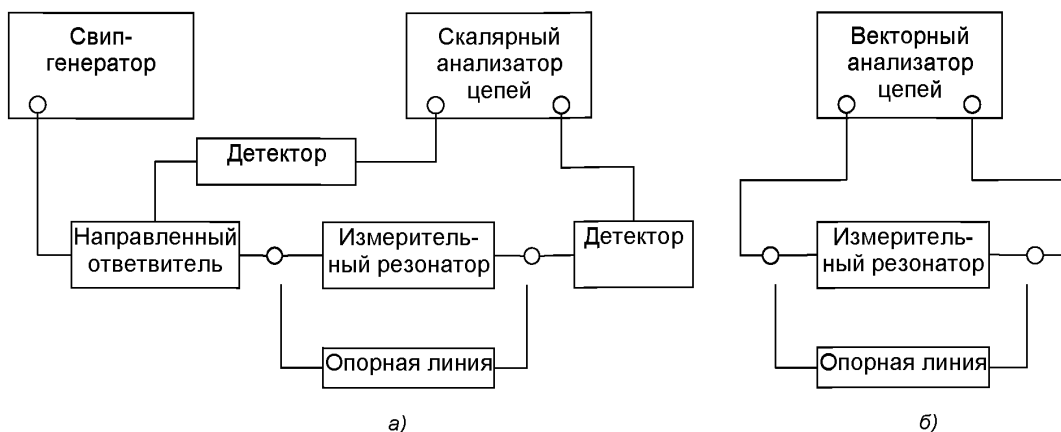 Свип-
генератор
Скалярный
анализатор
цепей
Векторный
анализатор
цепей
Детектор
Направленный
ответвитель
Измеритель-
ный резонатор
Детектор
Измеритель-
ный резонатор
Опорная линия
Опорная линия
а)
б)